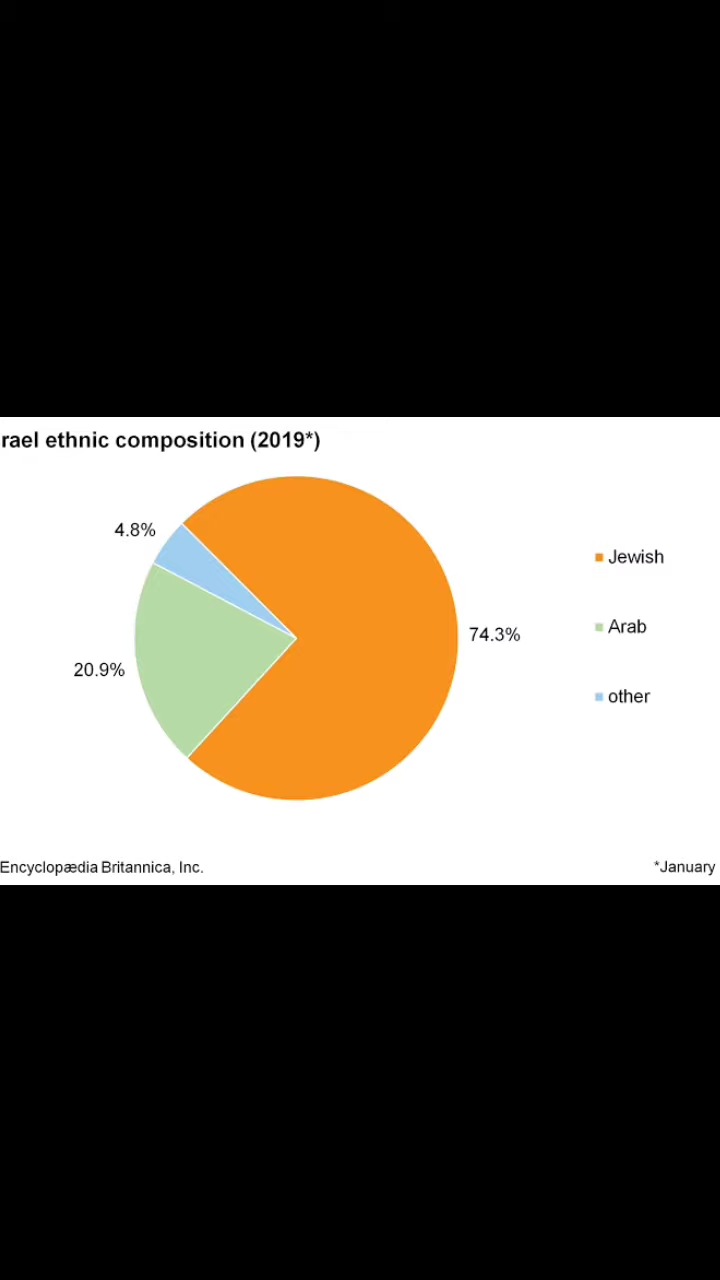 rael ethnic composition (2019*)
4.8%
74.3%
20.9%
Jewish
Arab
other
Encyclopædia Britannica, Inc.
*January